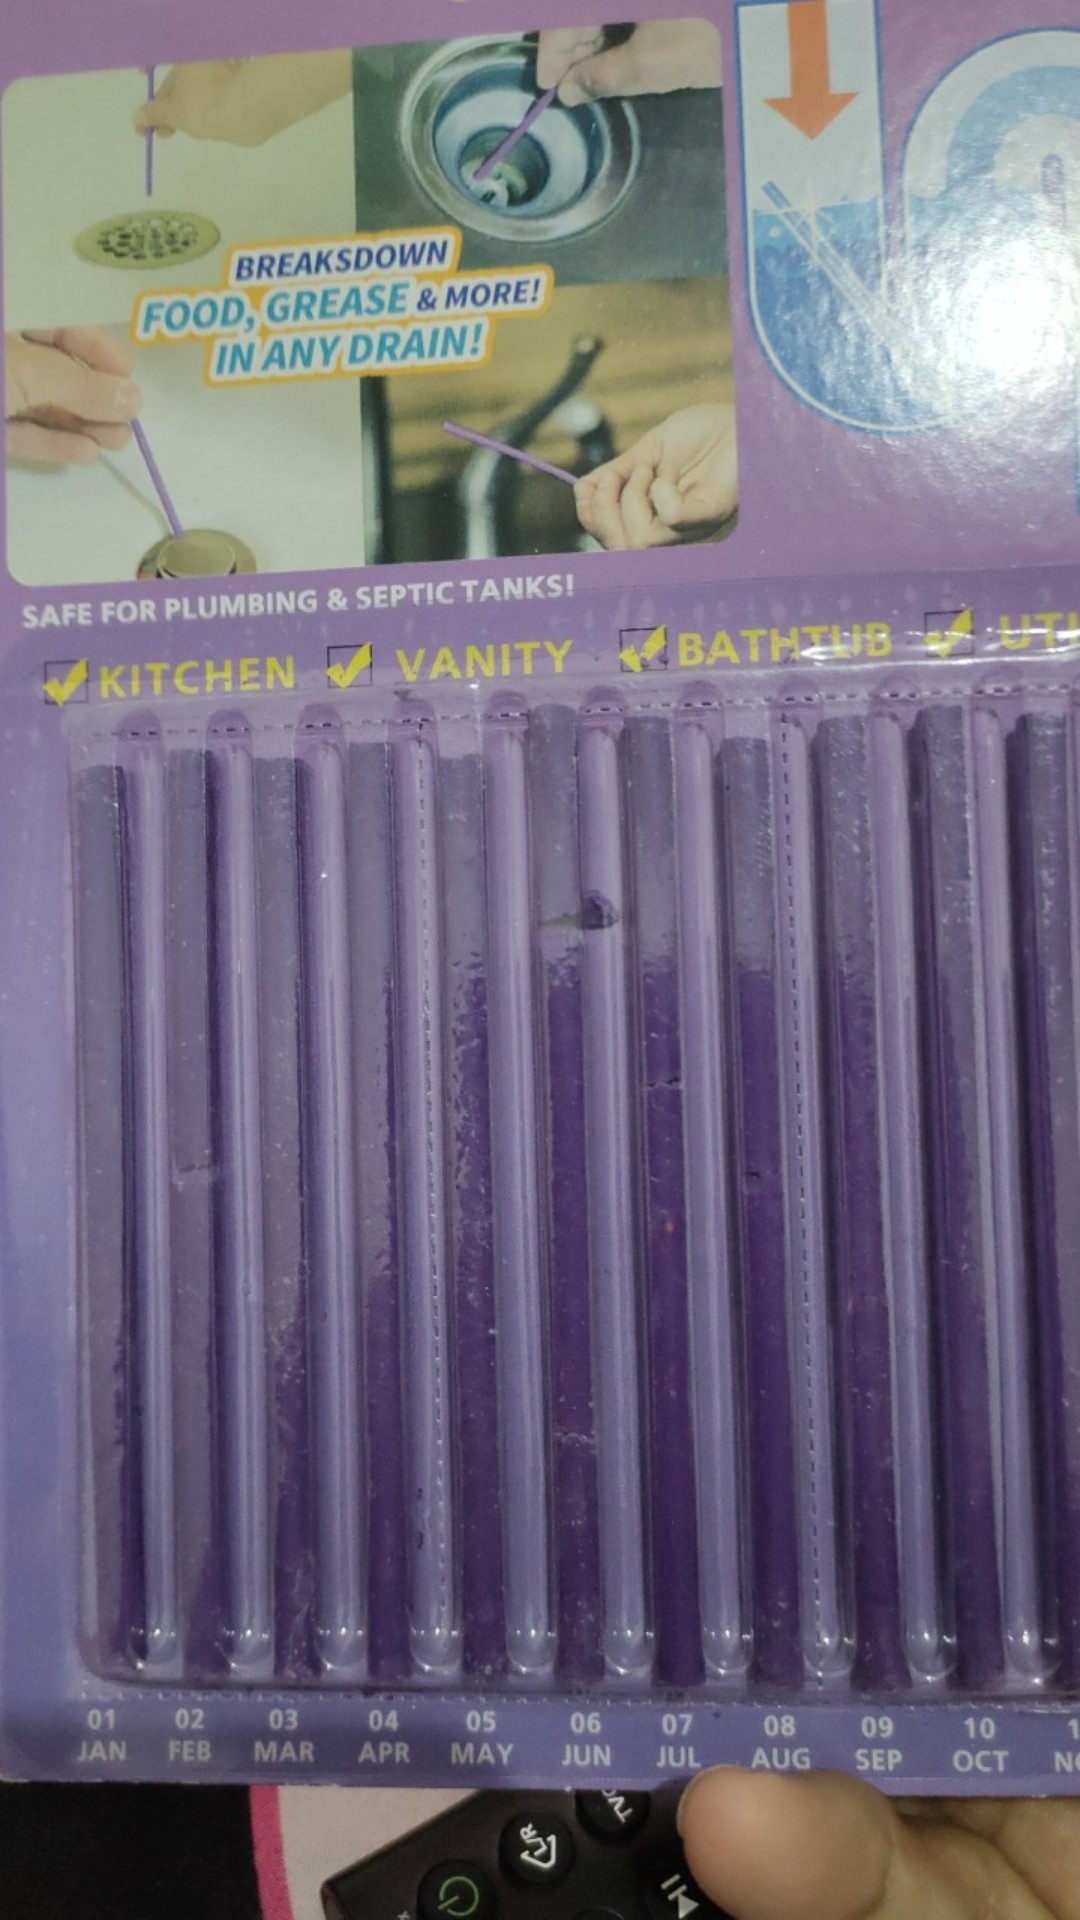 BREAKSDOWN
FOOD, GREASE & MORE!
IN ANY DRAIN!
SAFE FOR PLUMBING & SEPTIC TANKS!
KITCHEN VANITY BATHTUB
01 02 03 04 05 06 07 08 09 10
JAN FEB MAR APR MAY JUN JUL AUG SEP OCT